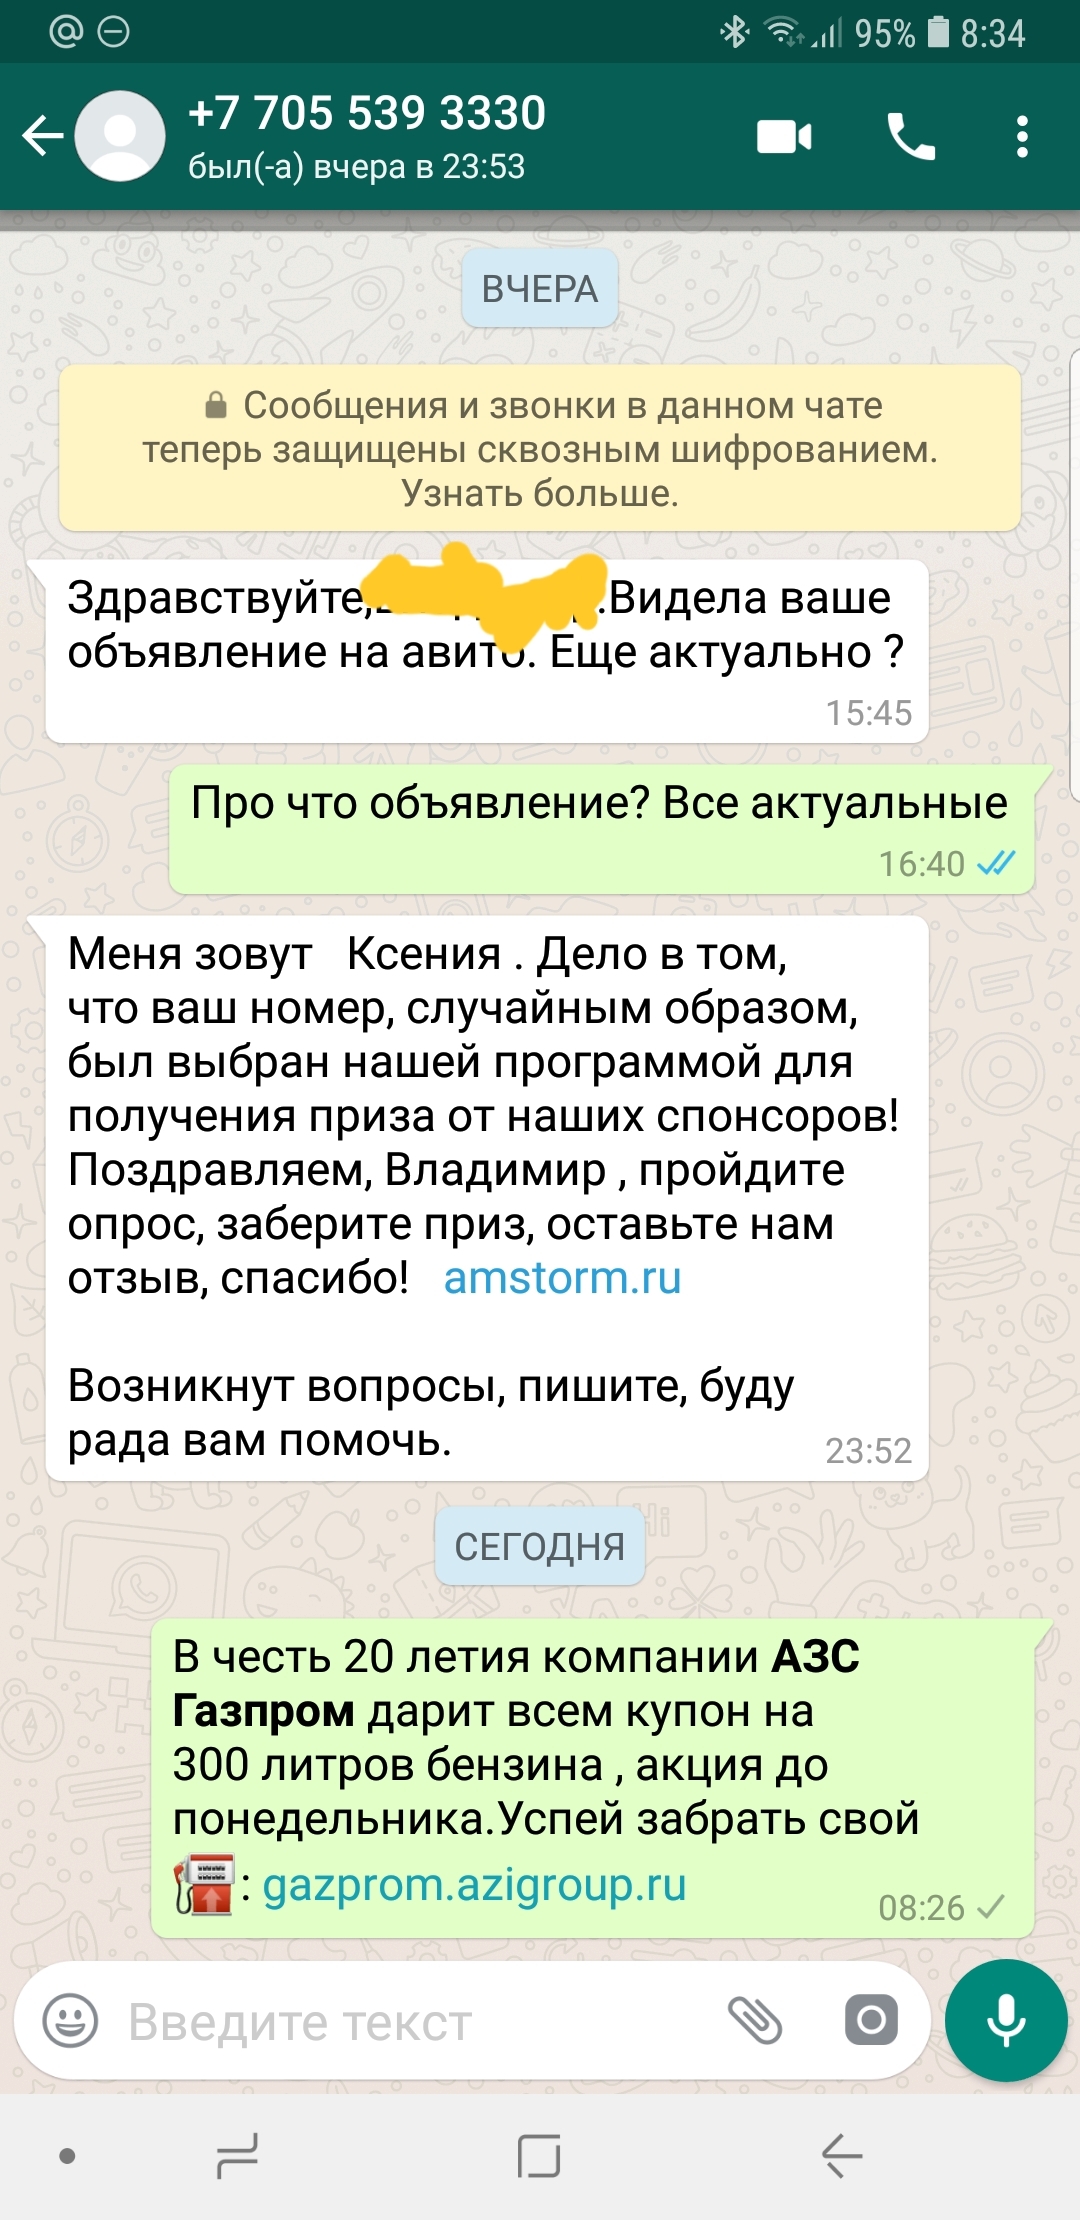 95% 8:34
+7 705 539 3330
был(-а) вчера в 23:53
ВЧЕРА
Сообщения и звонки в данном чате
теперь защищены сквозным шифрованием.
Узнать больше.
Здравствуйте, .Видела ваше
объявление на авито. Еще актуально ?
15:45
Про что объявление? Все актуальные
16:40
Меня зовут Ксения . Дело в том,
что ваш номер, случайным образом,
был выбран нашей программой для
получения приза от наших спонсоров!
Поздравляем, Владимир , пройдите
опрос, заберите приз, оставьте нам
отзыв, спасибо! amstorm.ru
Возникнут вопросы, пишите, буду
рада вам помочь.
23:52
СЕГОДНЯ
В честь 20 летия компании АЗС
Газпром дарит всем купон на
300 литров бензина , акция до
понедельника.Успей забрать свой
: gazprom.azigroup.ru
08:26
Введите текст